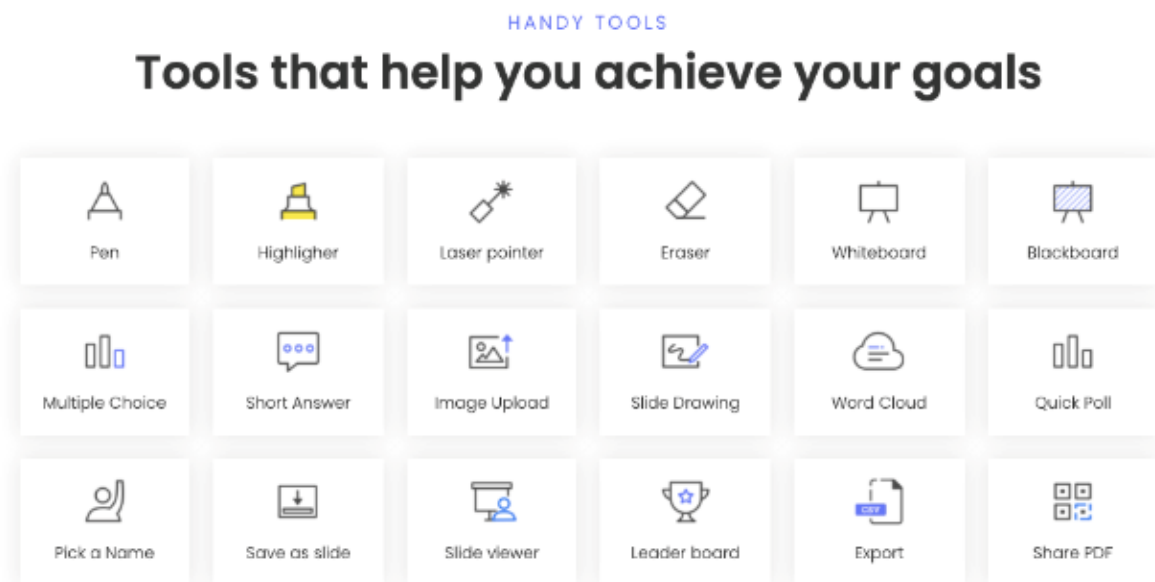 HANDY TOOLS
Tools that help you achieve your goals
Pen
Highligher
Laser pointer
Eraser
Whiteboard
Blackboard
Multiple Choice
Short Answer
Image Upload
Slide Drawing
Word Cloud
Quick Poll
Pick a Name
Save as slide
Slide viewer
Leader board
CSV
Export
Share PDF